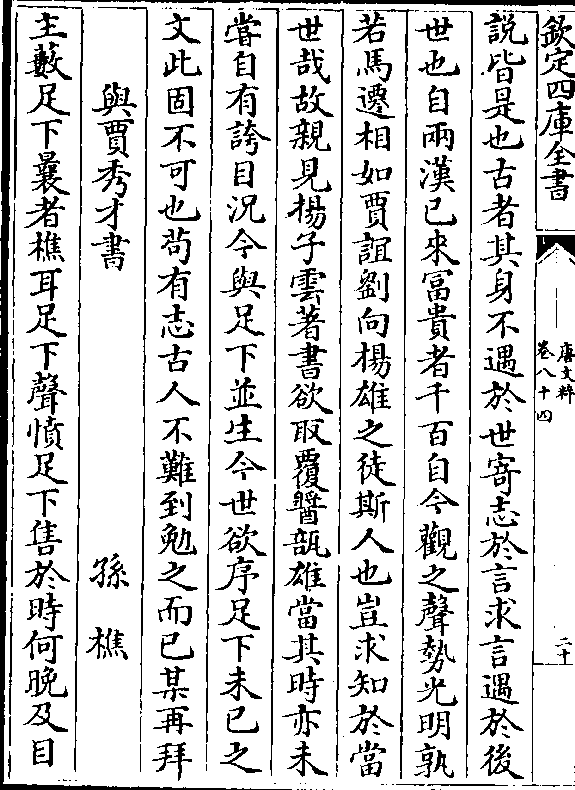 欽定四庫全書
唐文粹
卷八十四
二十
說皆是也古者其身不遇於世寄志於言求言遇於後
世也自兩漢已來富貴者千百自今觀之聲勢光明孰
若馬遷相如賈誼劉向楊雄之徒斯人也豈求知於當
世哉故親見楊子雲著書欲取覆醬瓿雄當其時亦未
嘗自有誇目況今與足下並生今世欲序足下未已之
文此固不可也茍有志古人不難到勉之而已某再拜
與賈秀才書
孫樵
主藪足下曩者樵耳足下聲憤足下售於時何晚及目